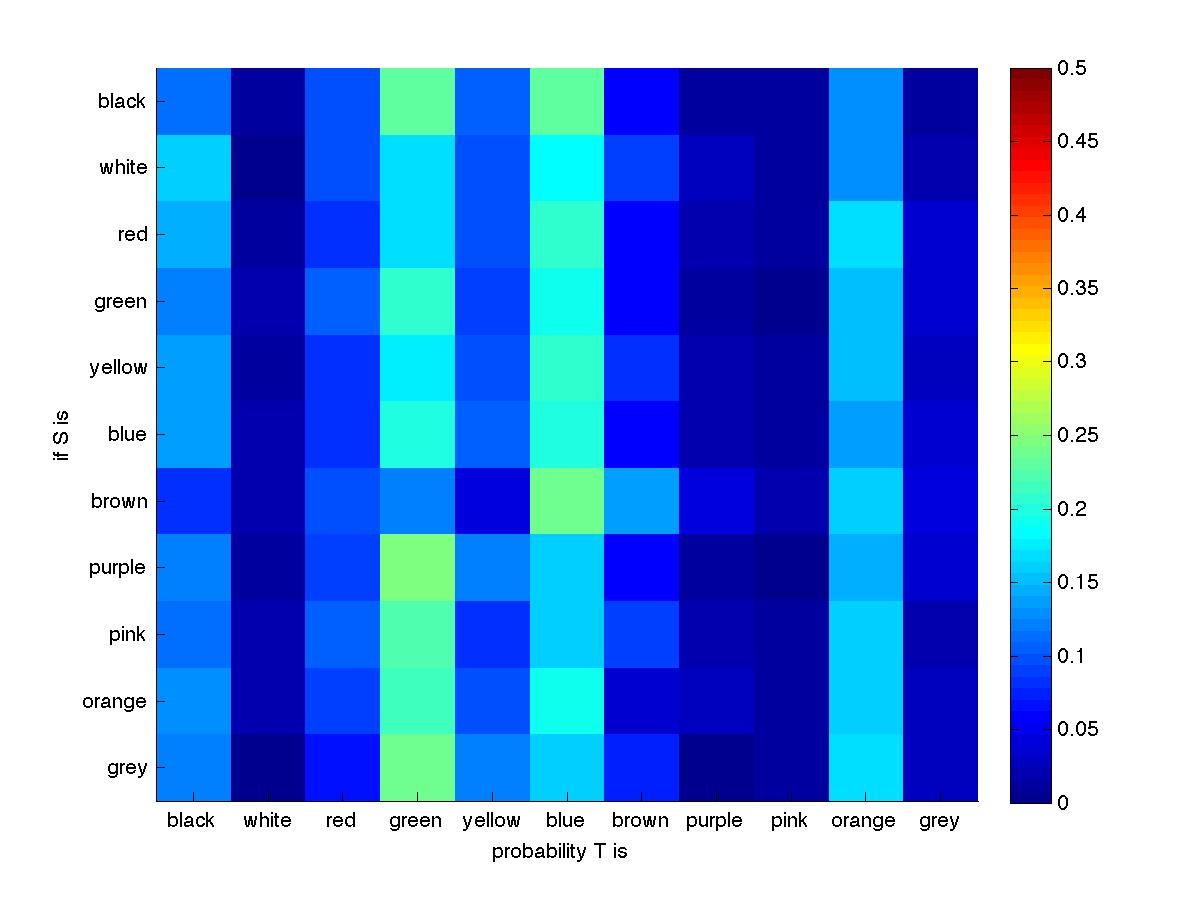 black
white
red
green
yellow
blue
brown
purple
pink
orange
grey
if S is
black white red green yellow blue brown purple pink orange grey
probability T is
0.5
0.45
0.4
0.35
0.3
0.25
0.2
0.15
0.1
0.05
0